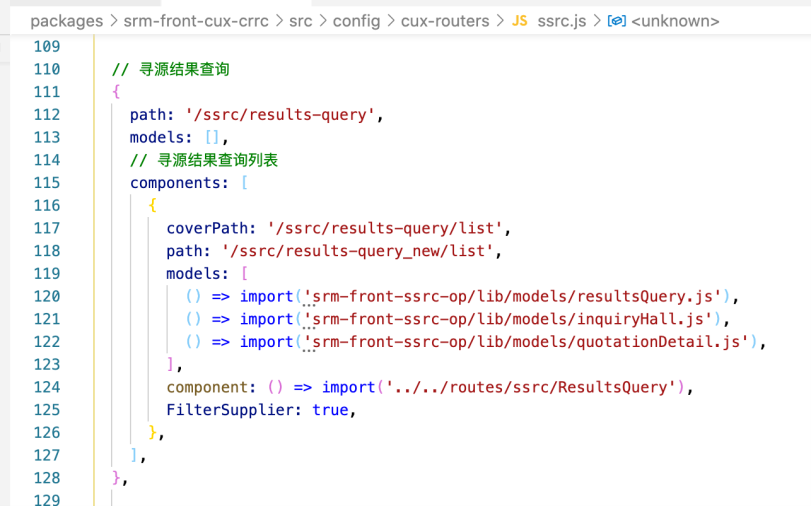 packages > srm-front-cux-crrc > src > config > cux-routers > JS ssrc.js > <unknown>
109
110 // 寻源结果查询
111 {
112 path: '/ssrc/results-query',
113 models: [],
114 // 寻源结果查询列表
115 components: [
116 {
117 coverPath: '/ssrc/results-query/list',
118 path: '/ssrc/results-query_new/list',
119 models: [
120 () => import('srm-front-ssrc-op/lib/models/resultsQuery.js'),
121 () => import('srm-front-ssrc-op/lib/models/inquiryHall.js'),
122 () => import('srm-front-ssrc-op/lib/models/quotationDetail.js'),
123 ],
124 component: () => import('../../routes/ssrc/ResultsQuery'),
125 FilterSupplier: true,
126 },
127 ],
128 },
129